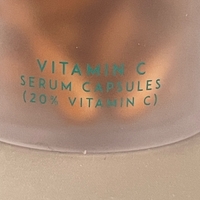 VITAMIN C
SERUM CAPSULES
(20% VITAMIN C)